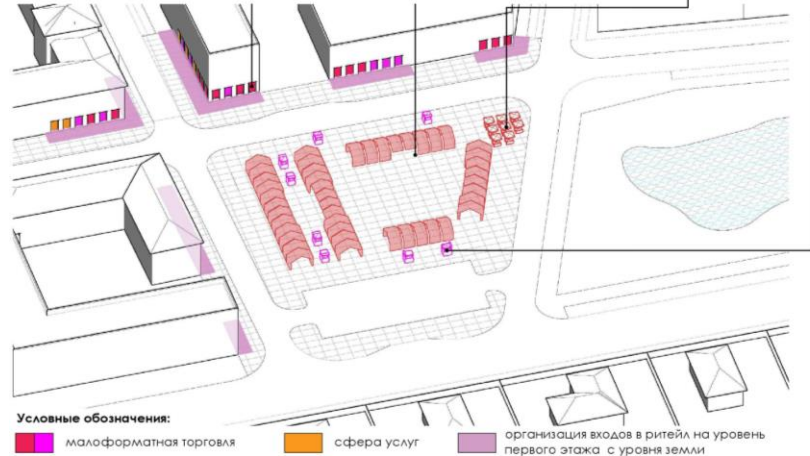 Условные обозначения:
малоформатная торговля
сфера услуг
организация входов в ритейл на уровень
первого этажа с уровня земли